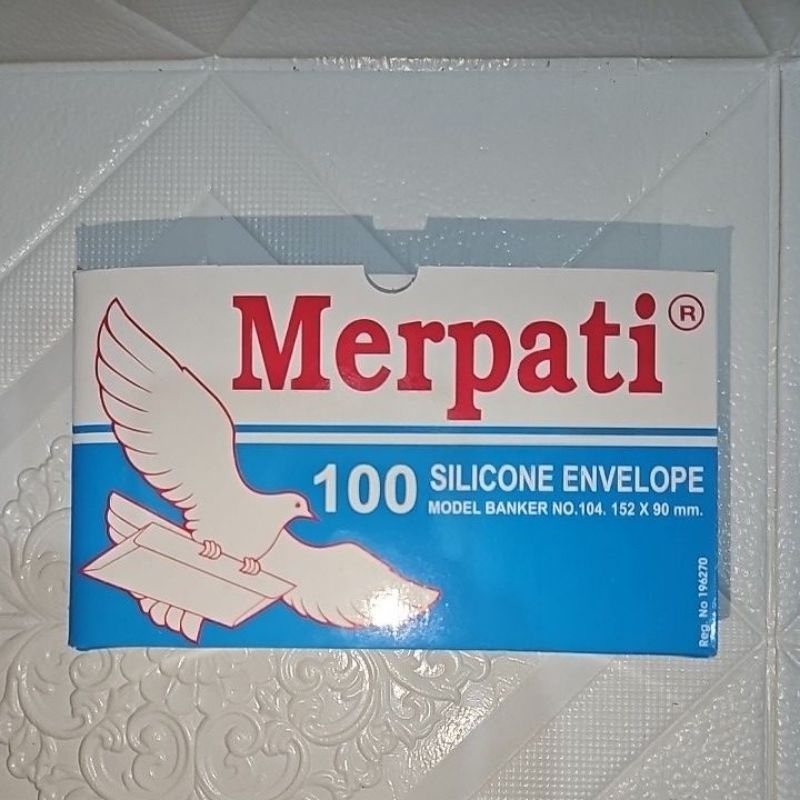 Merpati®
100 SILICONE ENVELOPE
MODEL BANKER NO.104. 152 X 90 mm.
Reg. No 196270